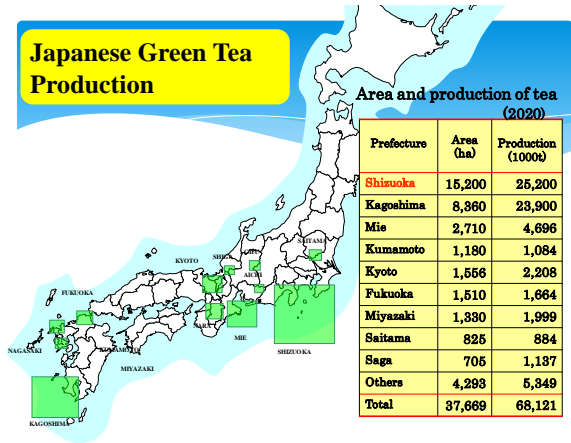 Japanese Green Tea
Production
Area and production of tea
(2020)
Prefecture Area (ha) Production (1000t)
Shizuoka 15,200 25,200
Kagoshima 8,360 23,900
Mie 2,710 4,696
Kumamoto 1,180 1,084
Kyoto 1,556 2,208
Fukuoka 1,510 1,664
Miyazaki 1,330 1,999
Saitama 825 884
Saga 705 1,137
Others 4,293 5,349
Total 37,669 68,121
SAITAMA
KYOTO
AICHI
FUKUOKA
NARA
MIE
SHIZUOKA
NAGASAKI
KUMAMOTO
MIYAZAKI
KAGOSHIMA